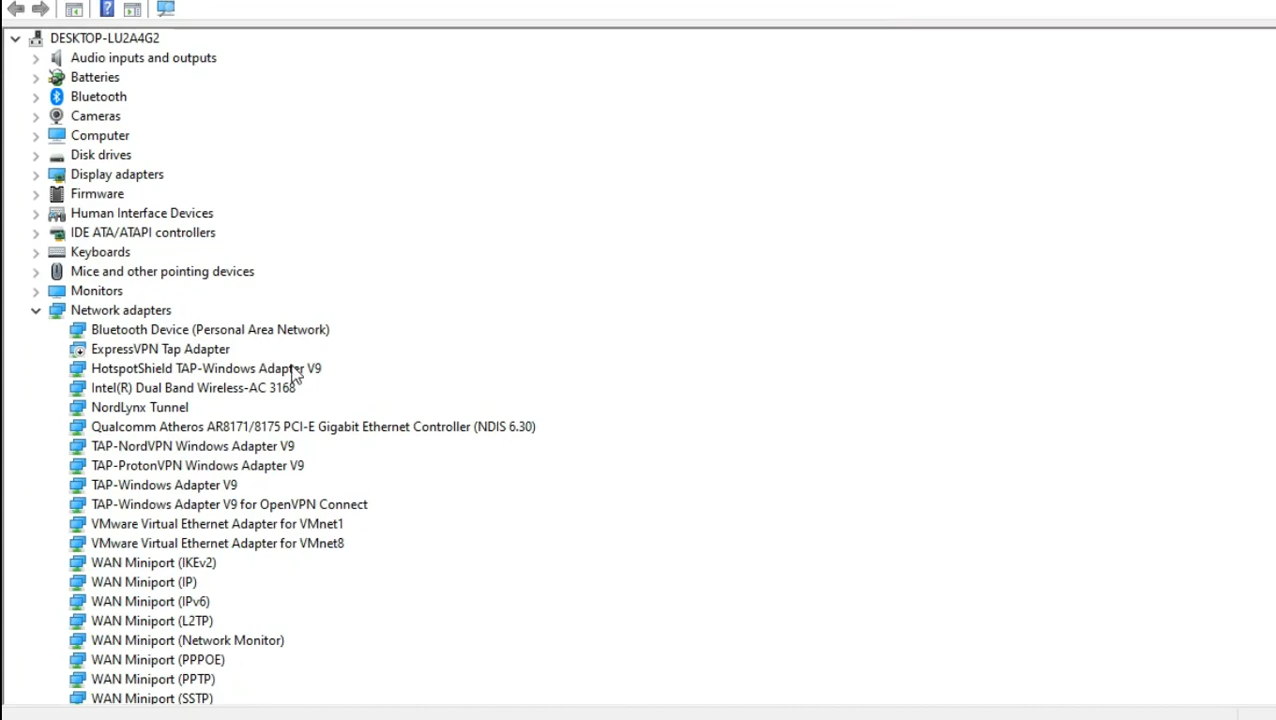 DESKTOP-LU2A4G2
Audio inputs and outputs
Batteries
Bluetooth
Cameras
Computer
Disk drives
Display adapters
Firmware
Human Interface Devices
IDE ATA/ATAPI controllers
Keyboards
Mice and other pointing devices
Monitors
Network adapters
Bluetooth Device (Personal Area Network)
ExpressVPN Tap Adapter
HotspotShield TAP-Windows Adapter V9
Intel(R) Dual Band Wireless-AC 3168
NordLynx Tunnel
Qualcomm Atheros AR8171/8175 PCI-E Gigabit Ethernet Controller (NDIS 6.30)
TAP-NordVPN Windows Adapter V9
TAP-ProtonVPN Windows Adapter V9
TAP-Windows Adapter V9
TAP-Windows Adapter V9 for OpenVPN Connect
VMware Virtual Ethernet Adapter for VMnet1
VMware Virtual Ethernet Adapter for VMnet8
WAN Miniport (IKEv2)
WAN Miniport (IP)
WAN Miniport (IPv6)
WAN Miniport (L2TP)
WAN Miniport (Network Monitor)
WAN Miniport (PPPOE)
WAN Miniport (PPTP)
WAN Miniport (SSTP)